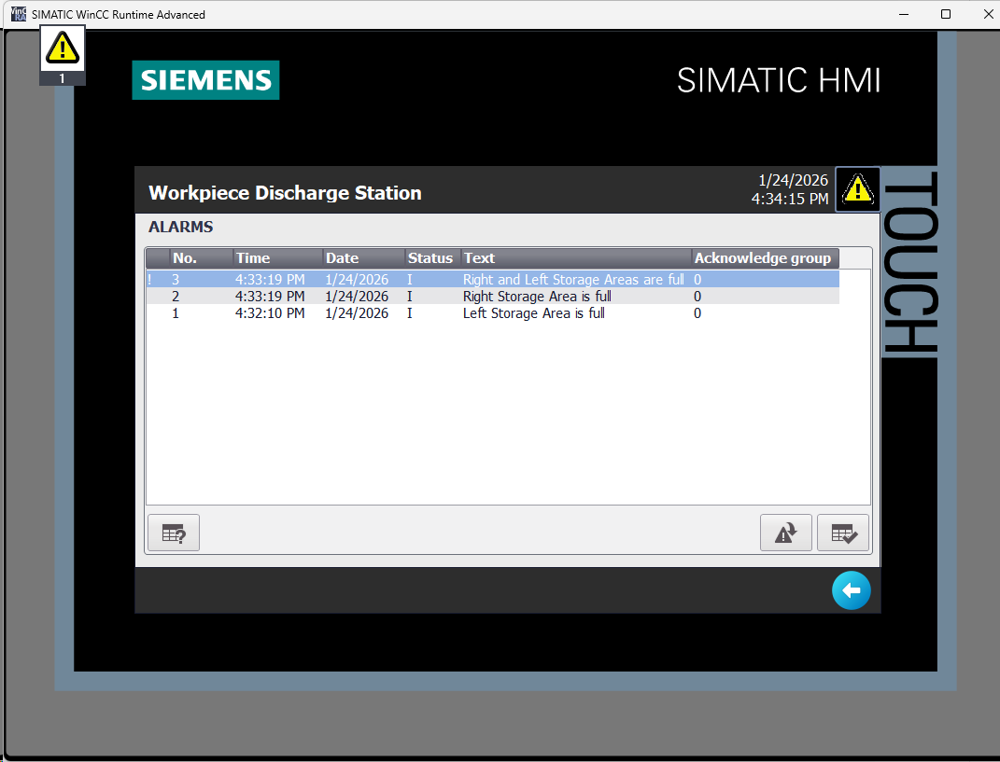 SIMATIC WinCC Runtime Advanced
1
SIEMENS
SIMATIC HMI
TOUCH
Workpiece Discharge Station
1/24/2026
4:34:15 PM
ALARMS
No. Time Date Status Text Acknowledge group
! 3 4:33:19 PM 1/24/2026 I Right and Left Storage Areas are full 0
2 4:33:19 PM 1/24/2026 I Right Storage Area is full 0
1 4:32:10 PM 1/24/2026 I Left Storage Area is full 0